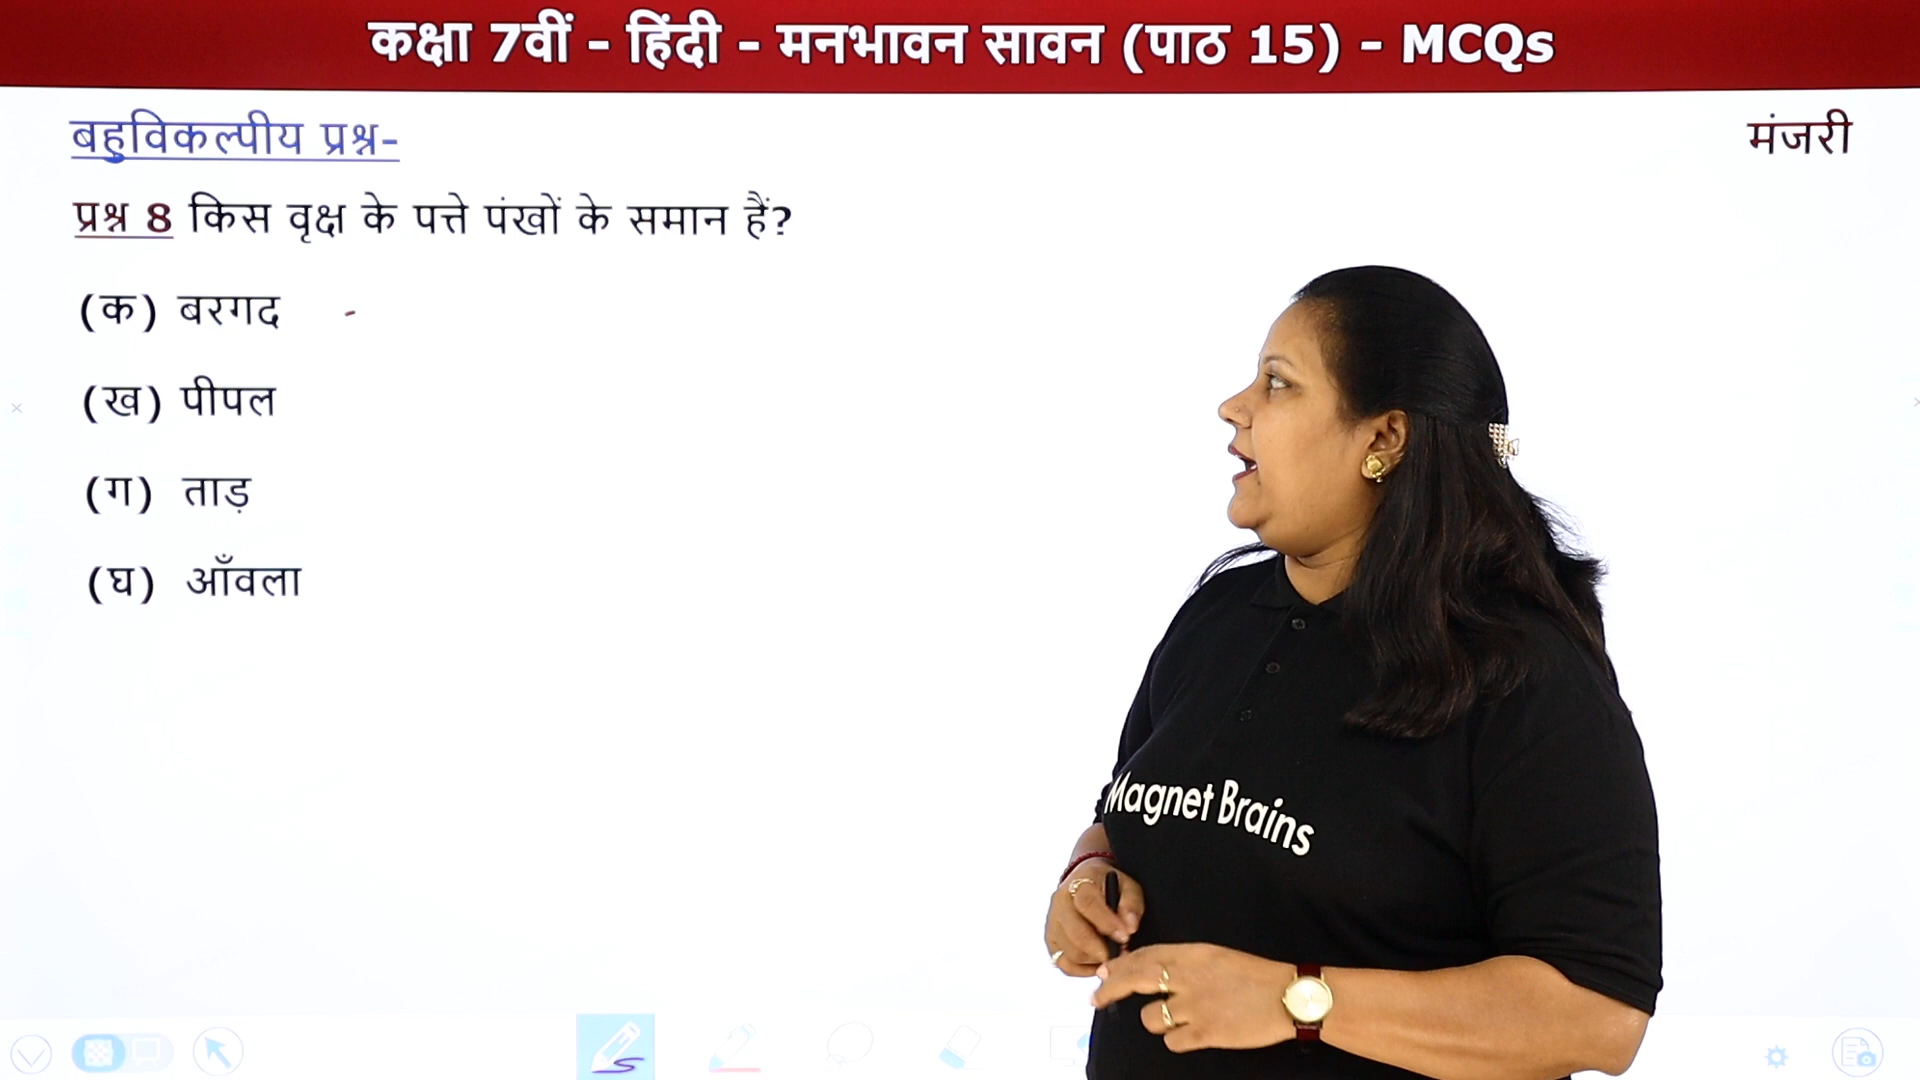 कक्षा 7वीं - हिंदी - मनभावन सावन (पाठ 15) - MCQs
बहुविकल्पीय प्रश्न-
मंजरी
प्रश्न 8 किस वृक्ष के पत्ते पंखों के समान हैं?
(क) बरगद -
(ख) पीपल
(ग) ताड़
(घ) आँवला
Magnet Brains